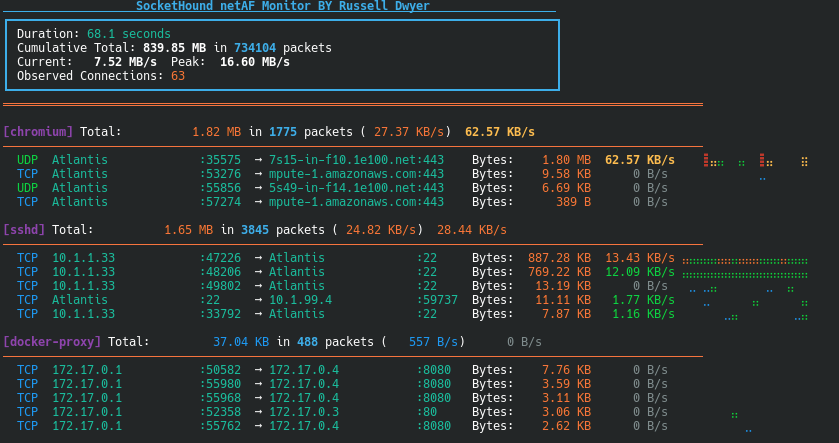 SocketHound netAF Monitor BY Russell Dwyer
Duration: 68.1 seconds
Cumulative Total: 839.85 MB in 734104 packets
Current: 7.52 MB/s Peak: 16.60 MB/s
Observed Connections: 63
[chromium] Total: 1.82 MB in 1775 packets ( 27.37 KB/s) 62.57 KB/s
UDP Atlantis :35575 → 7s15-in-f10.1e100.net:443 Bytes: 1.80 MB 62.57 KB/s
TCP Atlantis :53276 → mpute-1.amazonaws.com:443 Bytes: 9.58 KB 0 B/s
UDP Atlantis :55856 → 5s49-in-f14.1e100.net:443 Bytes: 6.69 KB 0 B/s
TCP Atlantis :57274 → mpute-1.amazonaws.com:443 Bytes: 389 B 0 B/s
[sshd] Total: 1.65 MB in 3845 packets ( 24.82 KB/s) 28.44 KB/s
TCP 10.1.1.33 :47226 → Atlantis :22 Bytes: 887.28 KB 13.43 KB/s
TCP 10.1.1.33 :48206 → Atlantis :22 Bytes: 769.22 KB 12.09 KB/s
TCP 10.1.1.33 :49802 → Atlantis :22 Bytes: 13.19 KB 0 B/s
TCP Atlantis :22 → 10.1.99.4 :59737 Bytes: 11.11 KB 1.77 KB/s
TCP 10.1.1.33 :33792 → Atlantis :22 Bytes: 7.87 KB 1.16 KB/s
[docker-proxy] Total: 37.04 KB in 488 packets ( 557 B/s) 0 B/s
TCP 172.17.0.1 :50582 → 172.17.0.4 :8080 Bytes: 7.76 KB 0 B/s
TCP 172.17.0.1 :55980 → 172.17.0.4 :8080 Bytes: 3.59 KB 0 B/s
TCP 172.17.0.1 :55968 → 172.17.0.4 :8080 Bytes: 3.11 KB 0 B/s
TCP 172.17.0.1 :52358 → 172.17.0.3 :80 Bytes: 3.06 KB 0 B/s
TCP 172.17.0.1 :55762 → 172.17.0.4 :8080 Bytes: 2.62 KB 0 B/s